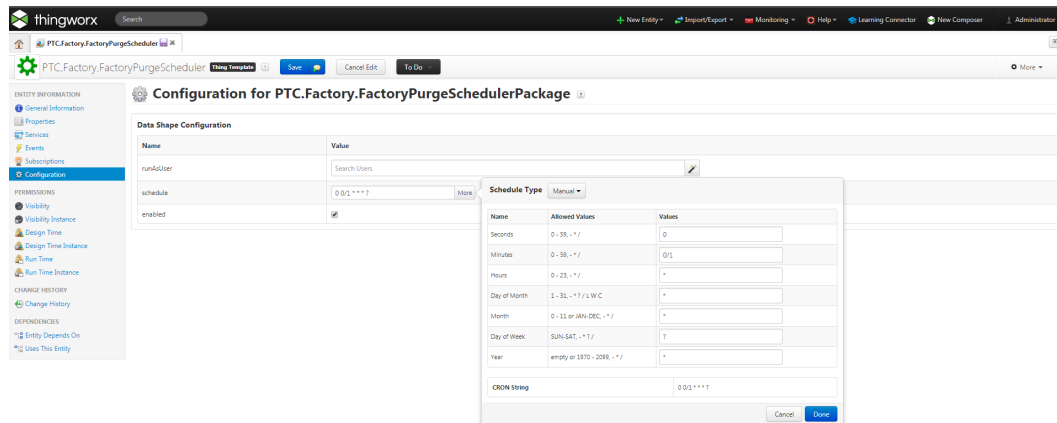 thingworx Search New Entity Import/Export Monitoring Help Learning Connector New Composer Administrator
PTC.Factory.FactoryPurgeScheduler
PTC.Factory.FactoryPurgeScheduler Thing Template Save Cancel Edit To Do More
ENTITY INFORMATION
General Information
Properties
Services
Events
Subscriptions
Configuration
PERMISSIONS
Visibility
Visibility Instance
Design Time
Design Time Instance
Run Time
Run Time Instance
CHANGE HISTORY
Change History
DEPENDENCIES
Entity Depends On
Uses This Entity
Configuration for PTC.Factory.FactoryPurgeSchedulerPackage
Data Shape Configuration
Name Value
runAsUser Search Users
schedule 0 0/1 * * * ? More
enabled
Schedule Type Manual
Name Allowed Values Values
Seconds 0 - 59, - * / 0
Minutes 0 - 59, - * / 0/1
Hours 0 - 23, - * / *
Day of Month 1 - 31, - * ? / L W C *
Month 0 - 11 or JAN-DEC, - * / *
Day of Week SUN-SAT, - * ? / ?
Year empty or 1970 - 2099, - * / *
CRON String 0 0/1 * * * ?
Cancel Done